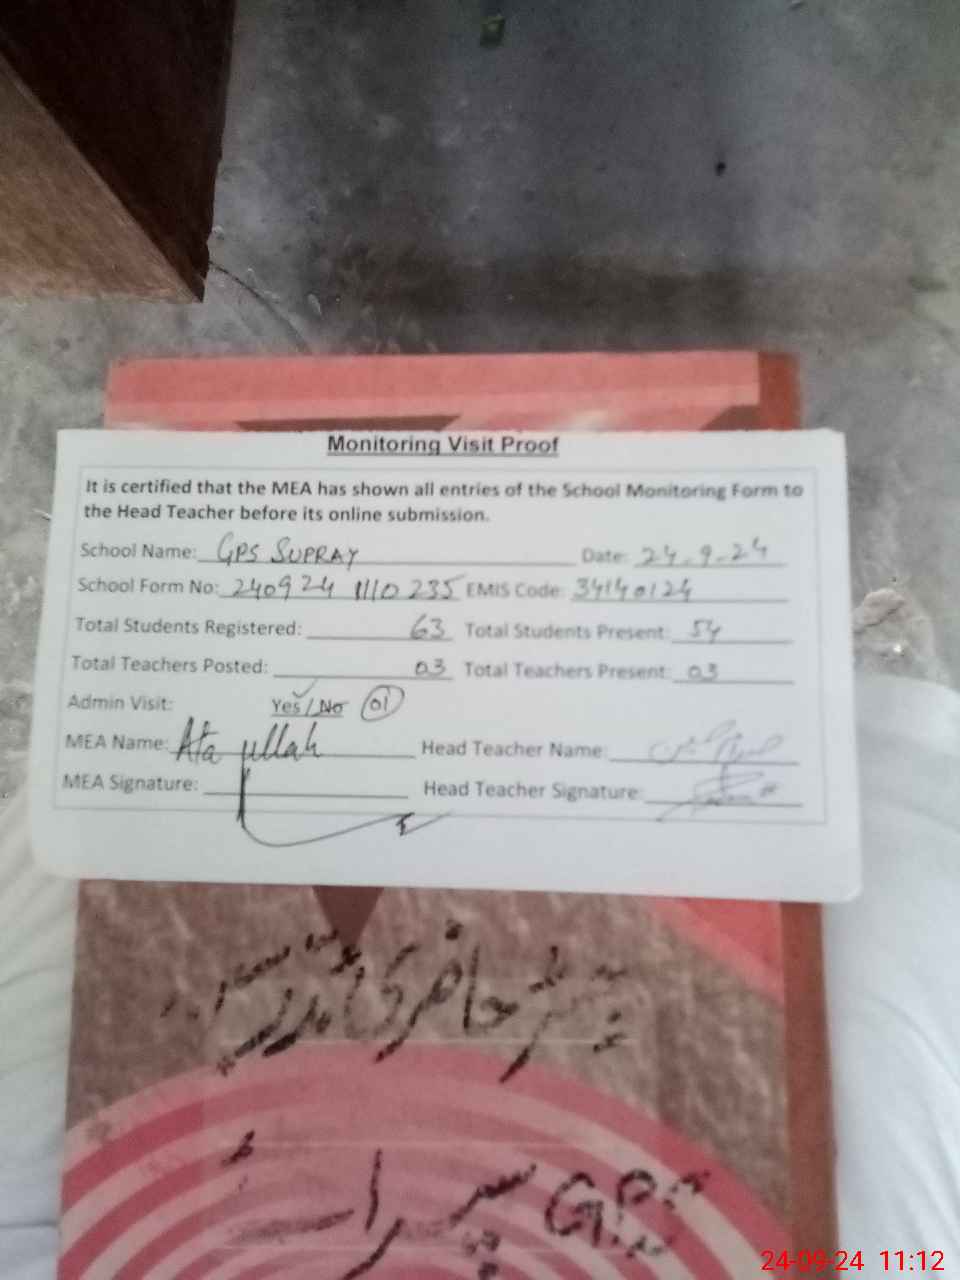 Monitoring Visit Proof
It is certified that the MEA has shown all entries of the School Monitoring Form to
the Head Teacher before its online submission.
School Name: GPS SUPRAY Date: 24-9-24
School Form No: 240924 1110235 EMIS Code: 34140124
Total Students Registered: 63 Total Students Present: 54
Total Teachers Posted: 03 Total Teachers Present: 03
Admin Visit: Yes / No 01
MEA Name: Ata ullah Head Teacher Name:
MEA Signature: Head Teacher Signature:
رجسٹر حاضری مدرسین
GPS سپرائے
24-09-24 11:12